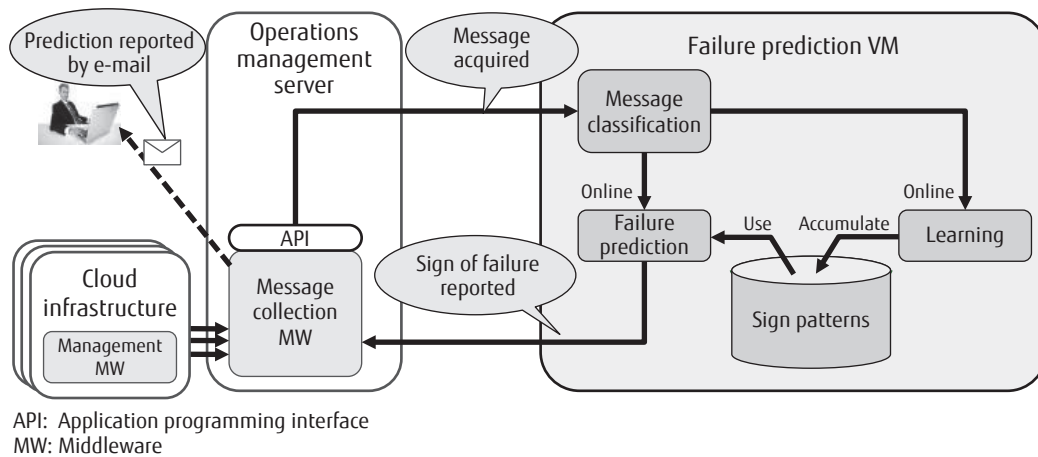 Prediction reported
by e-mail
Operations
management
server
Message
acquired
Failure prediction VM
Message
classification
Online
Online
API
Failure
prediction
Use
Accumulate
Learning
Cloud
infrastructure
Message
collection
MW
Sign of failure
reported
Sign patterns
Management
MW
API: Application programming interface
MW: Middleware